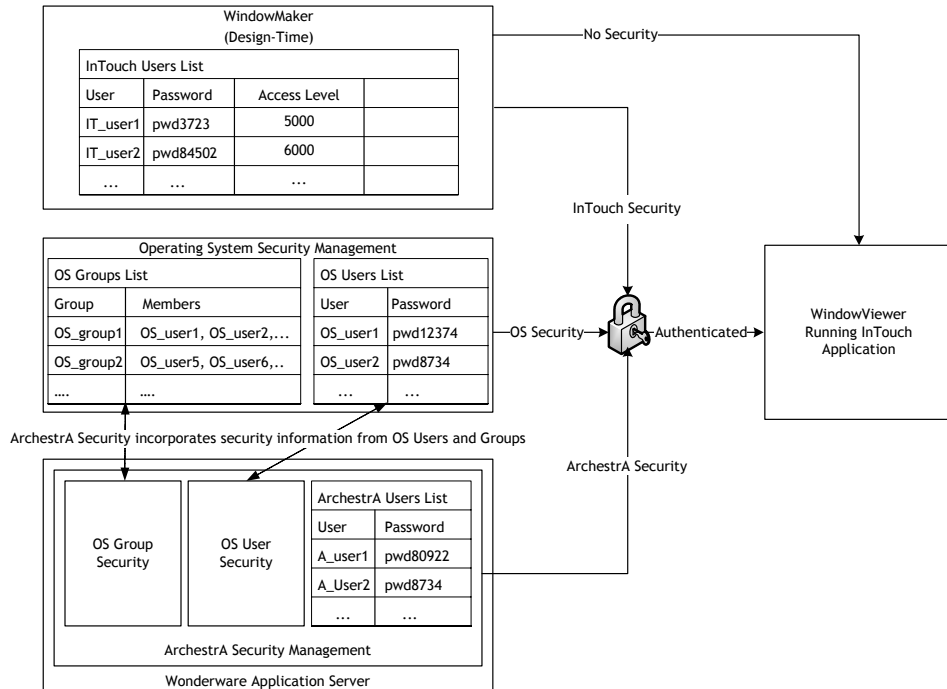 WindowMaker
(Design-Time)
InTouch Users List
User Password Access Level
IT_user1 pwd3723 5000
IT_user2 pwd84502 6000
... ... ...
No Security
InTouch Security
Operating System Security Management
OS Groups List
Group Members
OS_group1 OS_user1, OS_user2,...
OS_group2 OS_user5, OS_user6,..
.... ....
OS Users List
User Password
OS_user1 pwd12374
OS_user2 pwd8734
... ...
OS Security
Authenticated
WindowViewer
Running InTouch
Application
ArchestrA Security incorporates security information from OS Users and Groups
ArchestrA Security
OS Group
Security
OS User
Security
ArchestrA Users List
User Password
A_user1 pwd80922
A_User2 pwd8734
... ...
ArchestrA Security Management
Wonderware Application Server